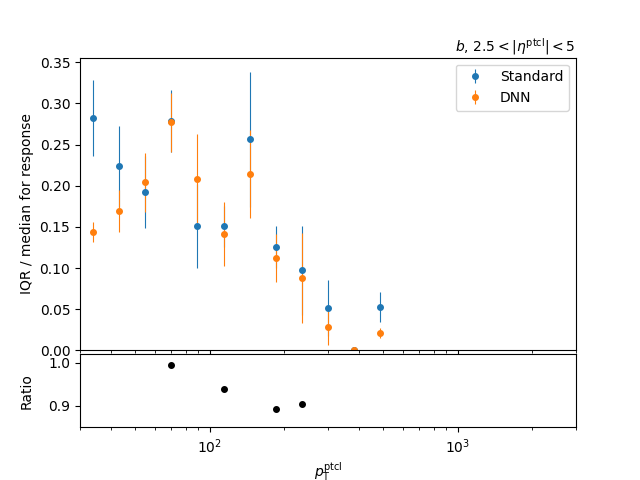 b, 2.5 < |η^ptcl| < 5
0.35
0.30
0.25
0.20
0.15
0.10
0.05
0.00
IQR / median for response
Standard
DNN
1.0
0.9
Ratio
10^2
10^3
p_T^ptcl